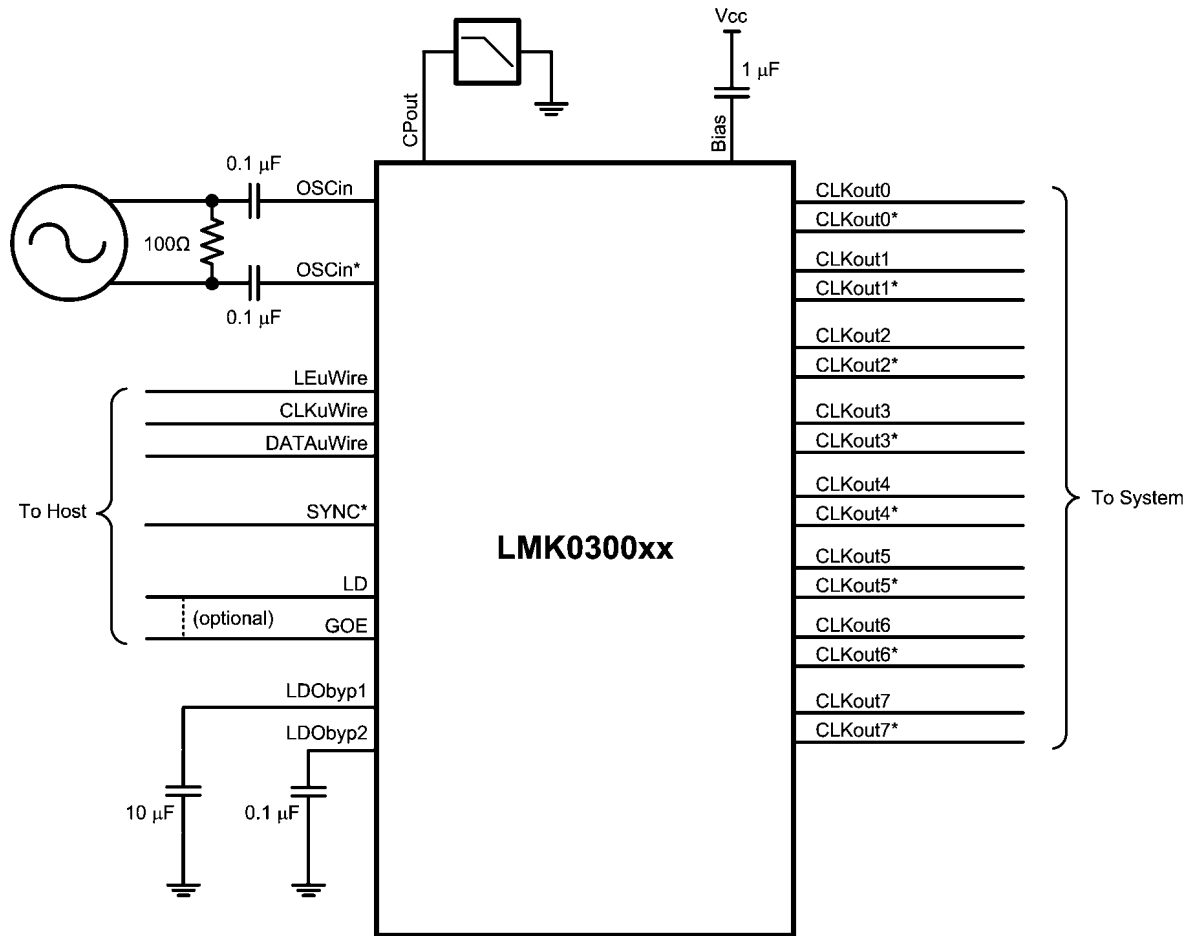 Vcc
1 µF
CPout
Bias
0.1 µF
OSCin
100Ω
OSCin*
0.1 µF
LEuWire
CLKuWire
DATAuWire
To Host
SYNC*
LD
(optional)
GOE
LDObyp1
LDObyp2
10 µF
0.1 µF
LMK0300xx
CLKout0
CLKout0*
CLKout1
CLKout1*
CLKout2
CLKout2*
CLKout3
CLKout3*
CLKout4
CLKout4*
CLKout5
CLKout5*
CLKout6
CLKout6*
CLKout7
CLKout7*
To System